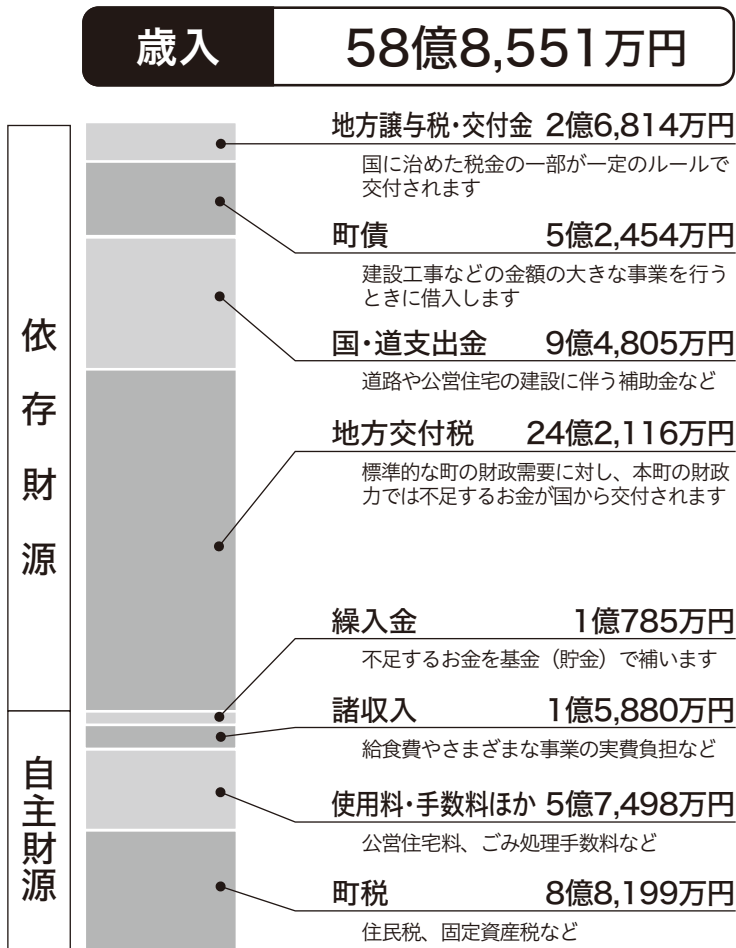 歳入 58億8,551万円
依存財源
地方譲与税・交付金 2億6,814万円
国に治めた税金の一部が一定のルールで
交付されます
町債 5億2,454万円
建設工事などの金額の大きな事業を行う
ときに借入します
国・道支出金 9億4,805万円
道路や公営住宅の建設に伴う補助金など
地方交付税 24億2,116万円
標準的な町の財政需要に対し、本町の財政
力では不足するお金が国から交付されます
自主財源
繰入金 1億785万円
不足するお金を基金（貯金）で補います
諸収入 1億5,880万円
給食費やさまざまな事業の実費負担など
使用料・手数料ほか 5億7,498万円
公営住宅料、ごみ処理手数料など
町税 8億8,199万円
住民税、固定資産税など